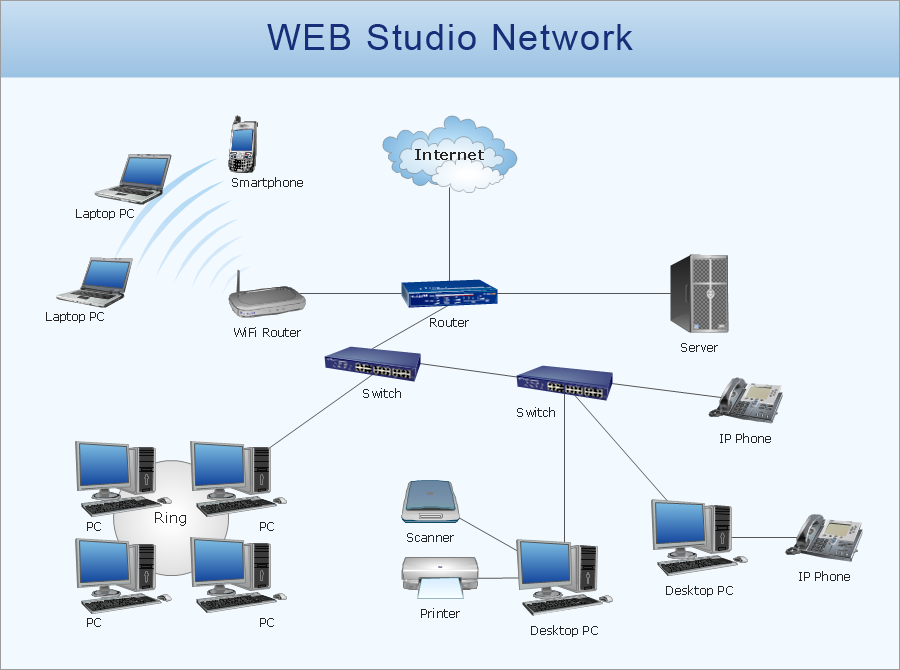 WEB Studio Network
Internet
Smartphone
Laptop PC
Laptop PC
WiFi Router
Router
Server
Switch
Switch
IP Phone
Ring
PC
PC
Scanner
IP Phone
Desktop PC
Printer
PC
PC
Desktop PC